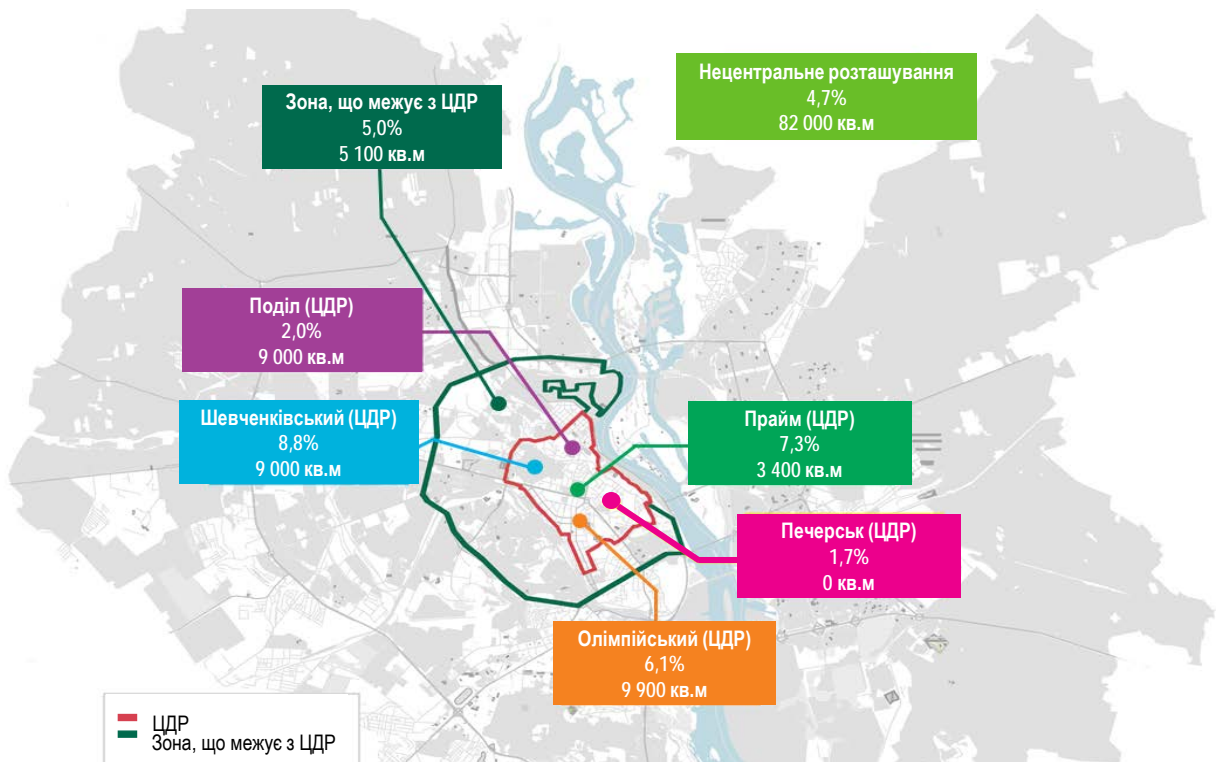 Нецентральне розташування
4,7%
82 000 кв.м
Зона, що межує з ЦДР
5,0%
5 100 кв.м
Поділ (ЦДР)
2,0%
9 000 кв.м
Шевченківський (ЦДР)
8,8%
9 000 кв.м
Прайм (ЦДР)
7,3%
3 400 кв.м
Печерськ (ЦДР)
1,7%
0 кв.м
Олімпійський (ЦДР)
6,1%
9 900 кв.м
ЦДР
Зона, що межує з ЦДР